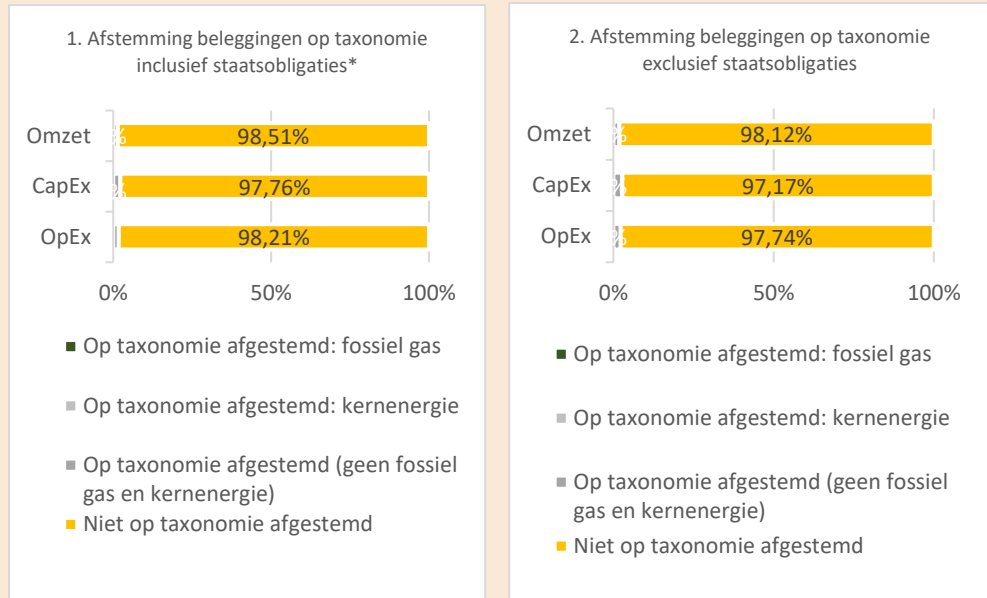 1. Afstemming beleggingen op taxonomie
inclusief staatsobligaties*
Omzet
%
98,51%
CapEx
%
97,76%
OpEx
98,21%
0%
50%
100%
Op taxonomie afgestemd: fossiel gas
Op taxonomie afgestemd: kernenergie
Op taxonomie afgestemd (geen fossiel
gas en kernenergie)
Niet op taxonomie afgestemd
2. Afstemming beleggingen op taxonomie
exclusief staatsobligaties
Omzet
%
98,12%
CapEx
%
97,17%
OpEx
%
97,74%
0%
50%
100%
Op taxonomie afgestemd: fossiel gas
Op taxonomie afgestemd: kernenergie
Op taxonomie afgestemd (geen fossiel
gas en kernenergie)
Niet op taxonomie afgestemd